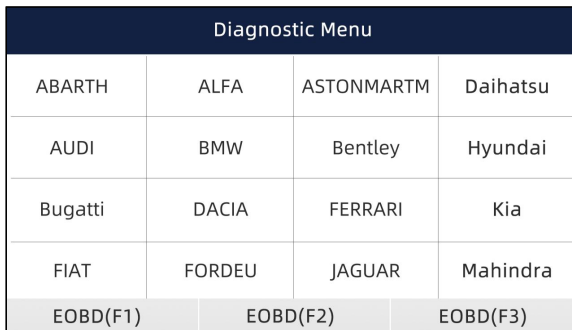 Diagnostic Menu
ABARTH ALFA ASTONMARTM Daihatsu
AUDI BMW Bentley Hyundai
Bugatti DACIA FERRARI Kia
FIAT FORDEU JAGUAR Mahindra
EOBD(F1) EOBD(F2) EOBD(F3)